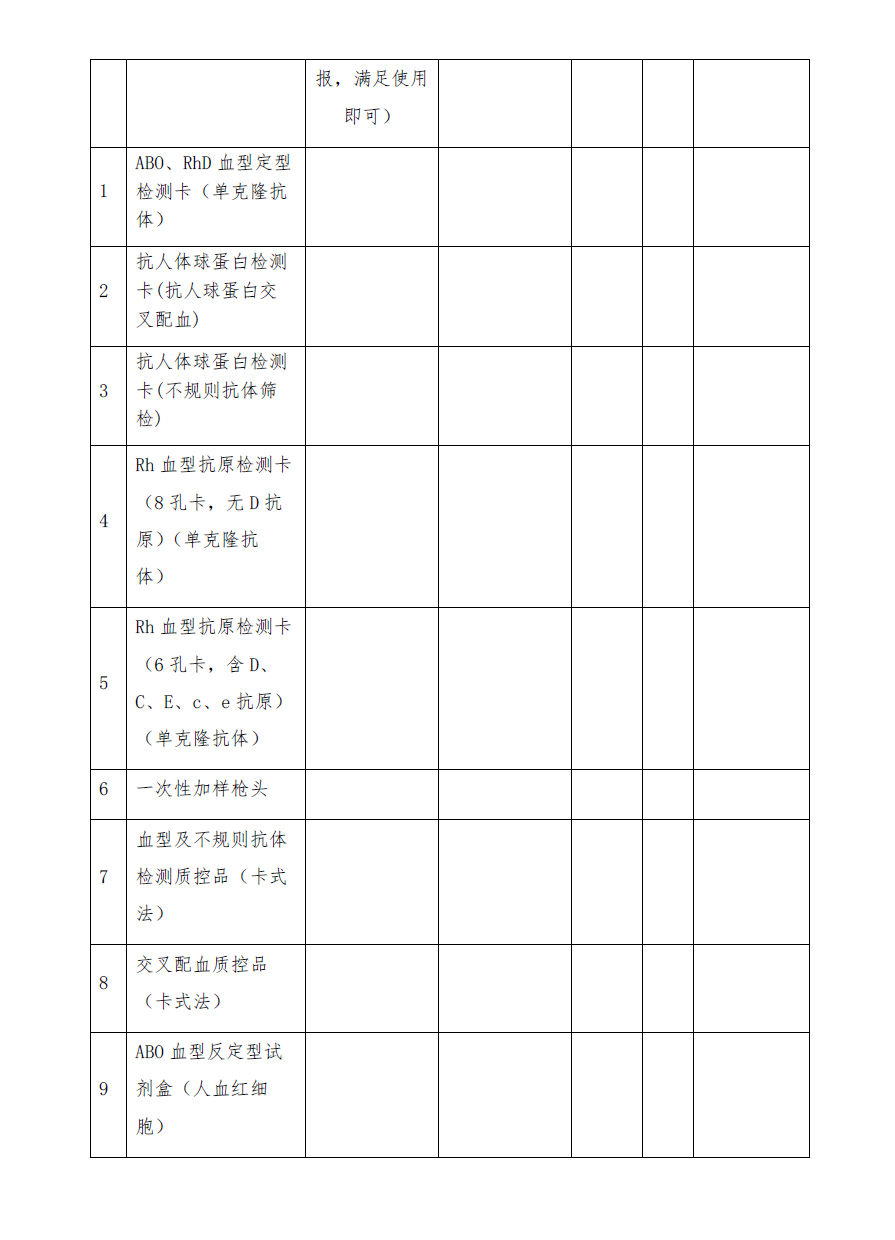 报，满足使用
即可）
ABO、RhD 血型定型
1
检测卡（单克隆抗
体）
抗人体球蛋白检测
2
卡(抗人球蛋白交
叉配血)
抗人体球蛋白检测
3
卡(不规则抗体筛
检)
Rh 血型抗原检测卡
（8 孔卡，无 D 抗
4
原）（单克隆抗
体）
Rh 血型抗原检测卡
（6 孔卡，含 D、
5
C、E、c、e 抗原）
（单克隆抗体）
6 一次性加样枪头
血型及不规则抗体
7
检测质控品（卡式
法）
交叉配血质控品
8
（卡式法）
ABO 血型反定型试
9
剂盒（人血红细
胞）